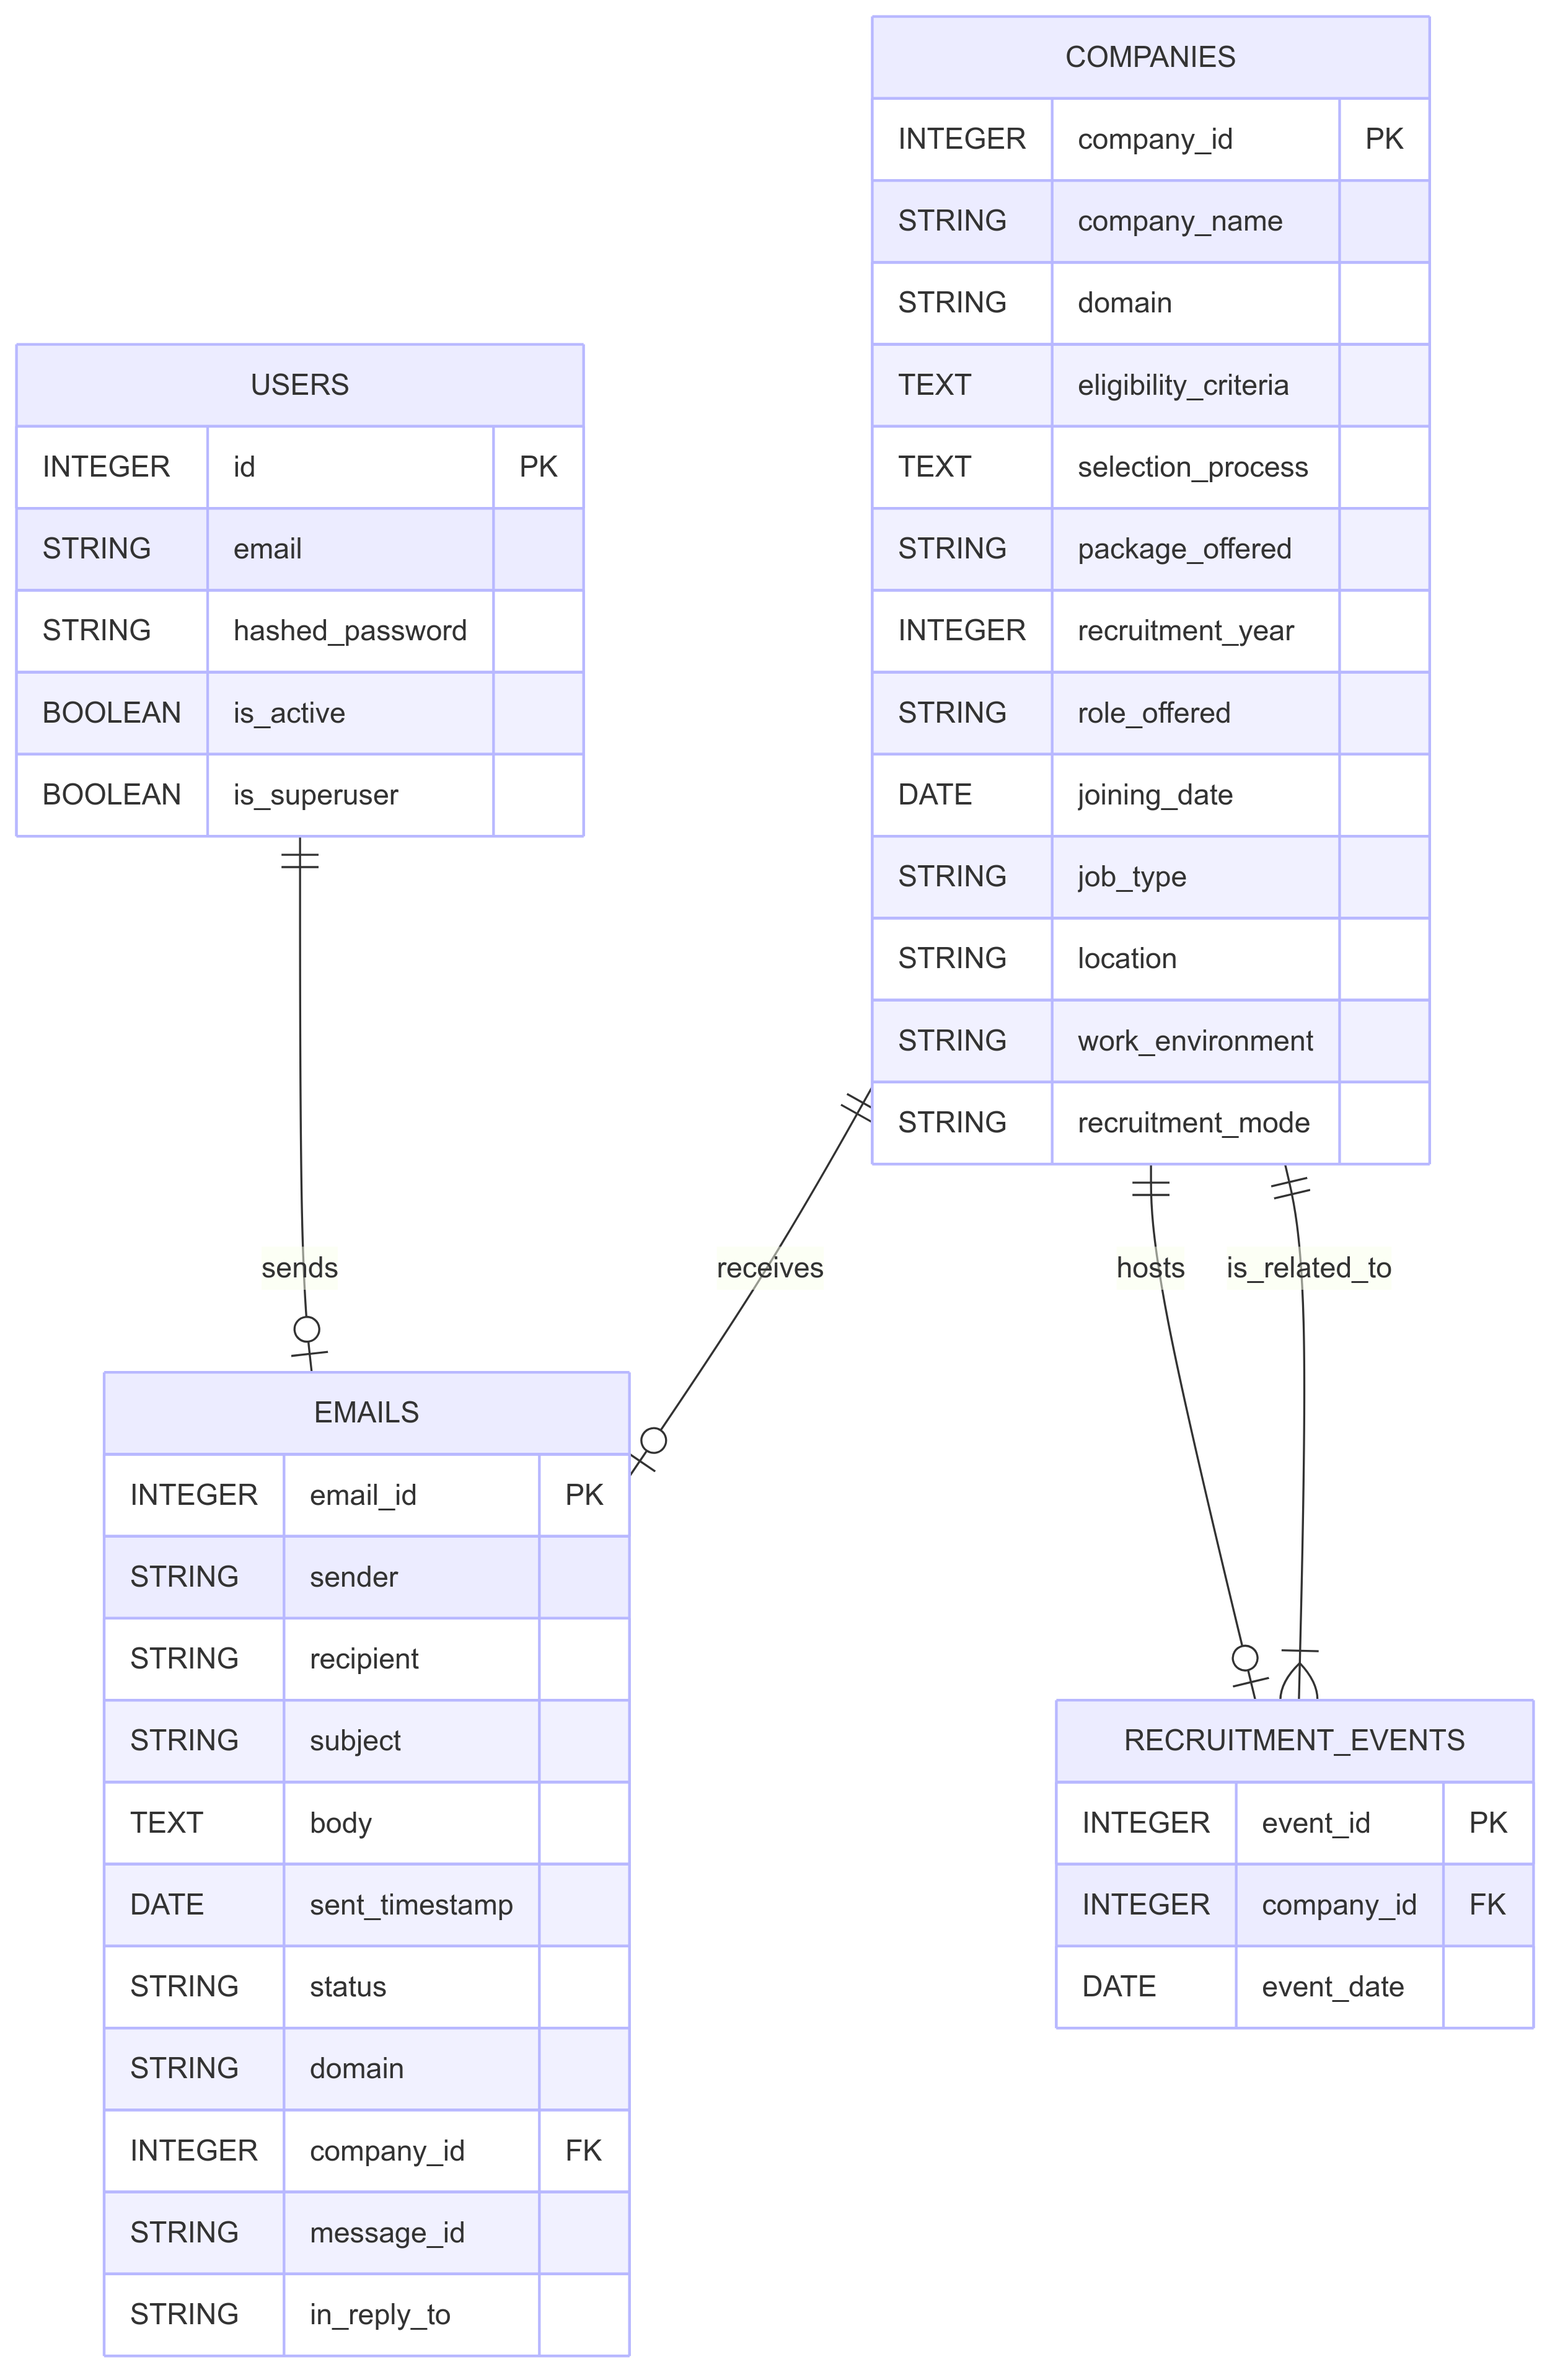 COMPANIES
INTEGER company_id PK
STRING company_name
STRING domain
TEXT eligibility_criteria
TEXT selection_process
STRING package_offered
INTEGER recruitment_year
STRING role_offered
DATE joining_date
STRING job_type
STRING location
STRING work_environment
STRING recruitment_mode
USERS
INTEGER id PK
STRING email
STRING hashed_password
BOOLEAN is_active
BOOLEAN is_superuser
sends
receives
hosts
is_related_to
EMAILS
INTEGER email_id PK
STRING sender
STRING recipient
STRING subject
TEXT body
DATE sent_timestamp
STRING status
STRING domain
INTEGER company_id FK
STRING message_id
STRING in_reply_to
RECRUITMENT_EVENTS
INTEGER event_id PK
INTEGER company_id FK
DATE event_date